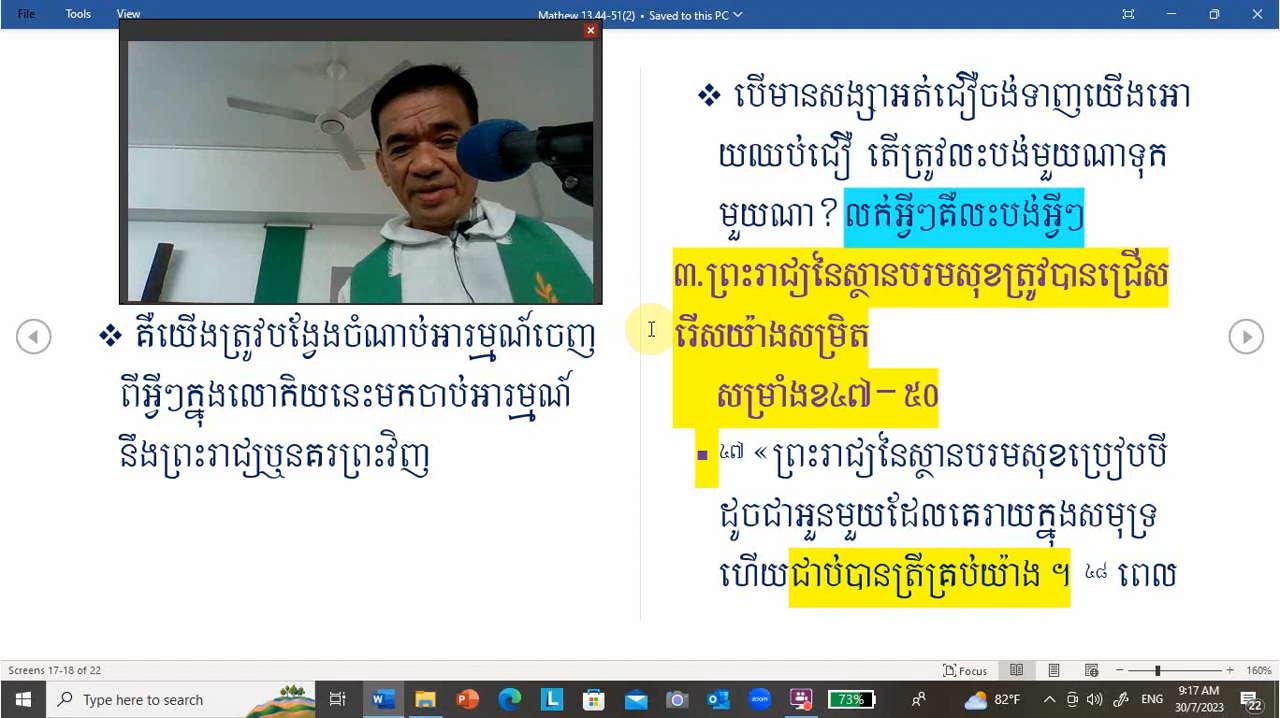 File Tools View Mathew 13.44-51(2) • Saved to this PC
❖ គឺយើងត្រូវបង្វែងចំណាប់អារម្មណ៍ចេញ
ពីអ្វីៗក្នុងលោកិយនេះមកចាប់អារម្មណ៍
នឹងព្រះរាជ្យឬនគរព្រះវិញ
❖ បើមានសង្សាអត់ជឿចង់ទាញយើងអោ
យឈប់ជឿ តើត្រូវលះបង់មួយណាទុក
មួយណា? លក់អ្វីៗគឺលះបង់អ្វីៗ
៣. ព្រះរាជ្យនៃស្ថានបរមសុខត្រូវបានជ្រើស
រើសយ៉ាងសម្រិត
សម្រាំងខ៤៧ – ៥០
▪ ៤៧ « ព្រះរាជ្យនៃស្ថានបរមសុខប្រៀបបី
ដូចជាអួនមួយដែលគេរាយក្នុងសមុទ្រ
ហើយជាប់បានត្រីគ្រប់យ៉ាង ។ ៤៨ ពេល
Screens 17-18 of 22 Focus 160%
Type here to search 73% 82°F ENG 9:17 AM
30/7/2023 22